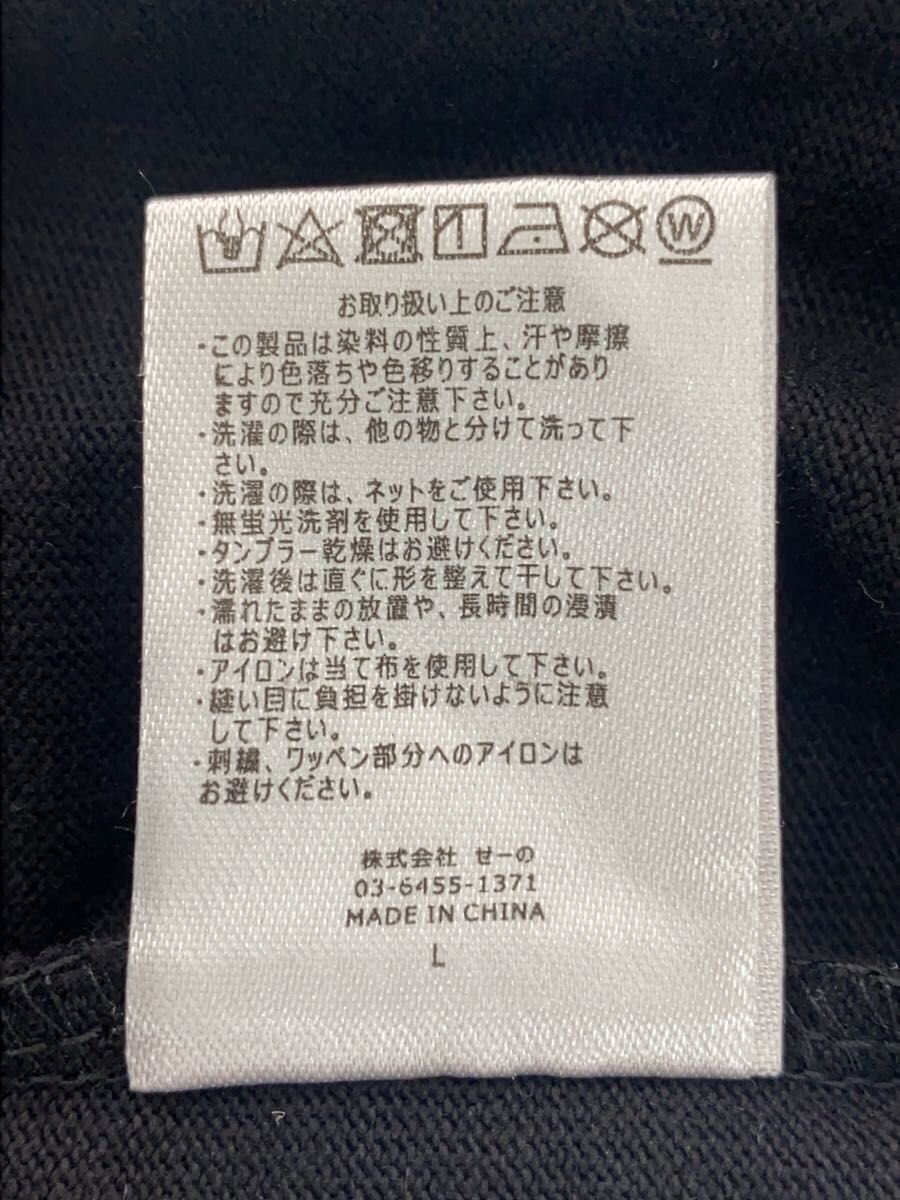 お取り扱い上のご注意
・この製品は染料の性質上、汗や摩擦
により色落ちや色移りすることがあり
ますので充分ご注意下さい。
・洗濯の際は、他の物と分けて洗って下
さい。
・洗濯の際は、ネットをご使用下さい。
・無蛍光洗剤を使用して下さい。
・タンブラー乾燥はお避けください。
・洗濯後は直ぐに形を整えて干して下さい。
・濡れたままの放置や、長時間の浸漬
はお避け下さい。
・アイロンは当て布を使用して下さい。
・縫い目に負担を掛けないように注意
して下さい。
・刺繍、ワッペン部分へのアイロンは
お避けください。
株式会社 せーの
03-6455-1371
MADE IN CHINA
L